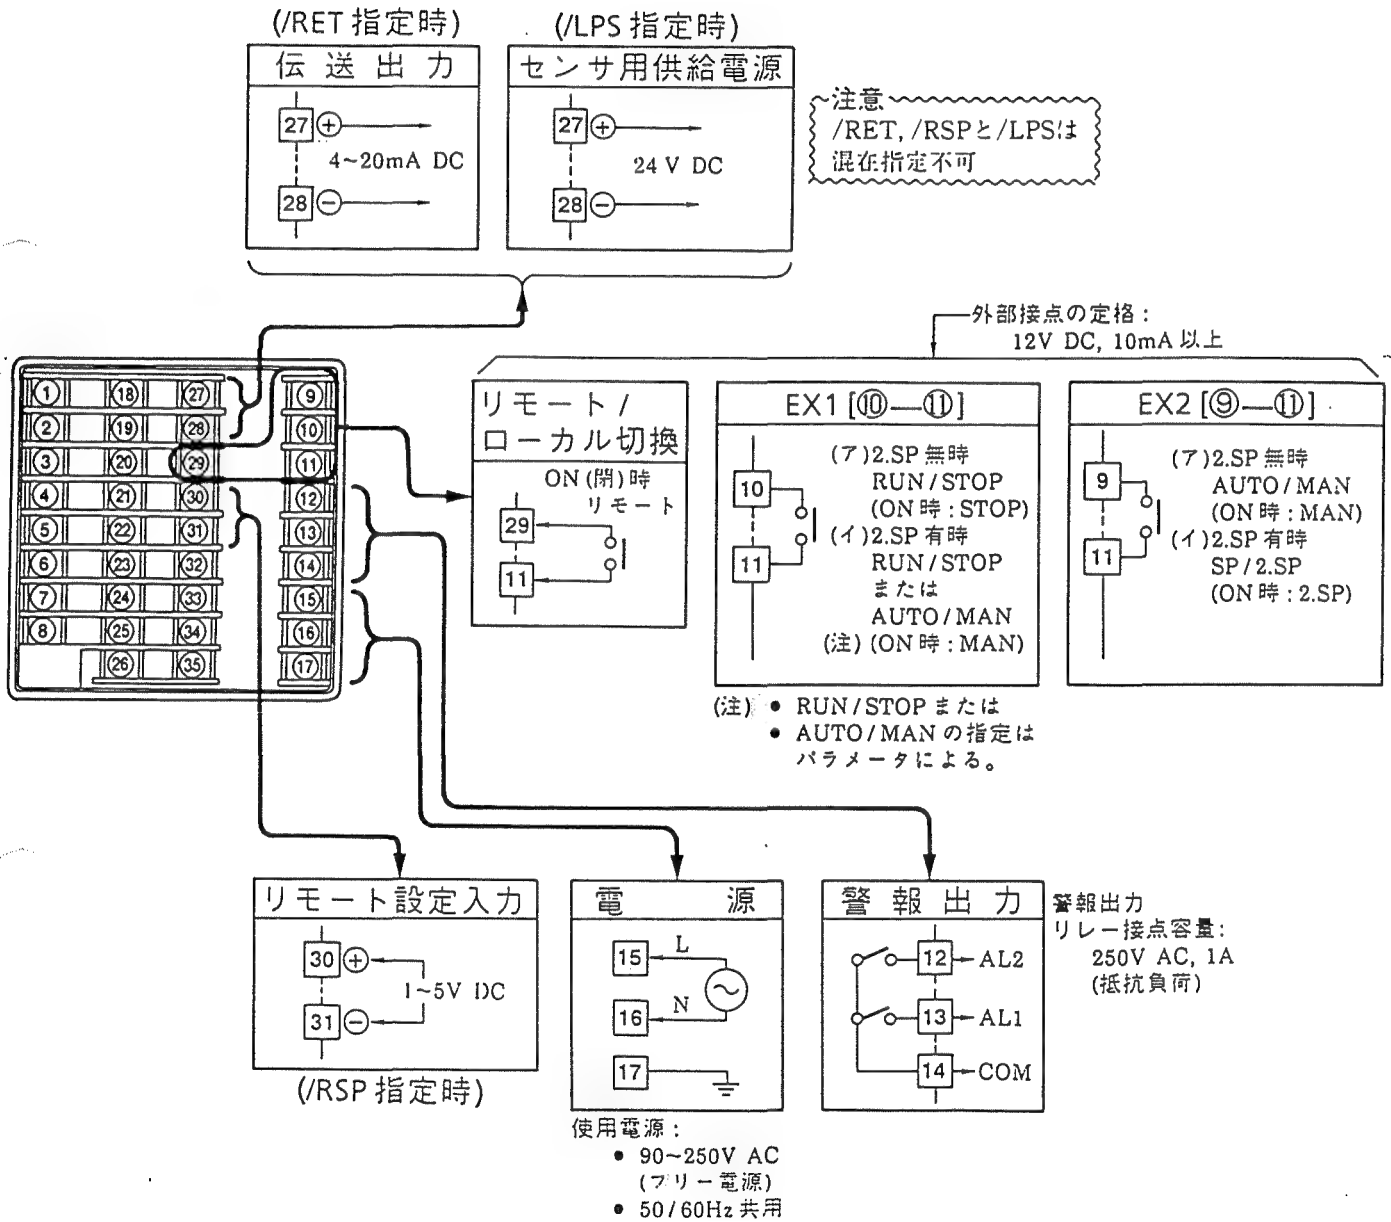 (/RET 指定時)
伝送出力
27 +
4~20mA DC
28 −
(/LPS 指定時)
センサ用供給電源
27 +
24 V DC
28 −
注意
/RET, /RSPと/LPSは
混在指定不可
外部接点の定格:
12V DC, 10mA 以上
① ⑱ ㉗ ⑨
② ⑲ ㉘ ⑩
③ ⑳ ㉙ ⑪
④ ㉑ ㉚ ⑫
⑤ ㉒ ㉛ ⑬
⑥ ㉓ ㉜ ⑭
⑦ ㉔ ㉝ ⑮
⑧ ㉕ ㉞ ⑯
㉖ ㉟ ⑰
リモート/
ローカル切換
ON (閉) 時
リモート
29
11
EX1 [⑩—⑪]
10
11
(ア) 2.SP 無時
RUN/STOP
(ON 時 : STOP)
(イ) 2.SP 有時
RUN/STOP
または
AUTO/MAN
(注) (ON 時 : MAN)
EX2 [⑨—⑪]
9
11
(ア) 2.SP 無時
AUTO/MAN
(ON 時 : MAN)
(イ) 2.SP 有時
SP/2.SP
(ON 時 : 2.SP)
(注) ● RUN/STOP または
● AUTO/MAN の指定は
パラメータによる。
リモート設定入力
30 +
1~5V DC
31 −
(/RSP 指定時)
電源
15 L
16 N
17
使用電源:
● 90~250V AC
(フリー電源)
● 50/60Hz 共用
警報出力
12 AL2
13 AL1
14 COM
警報出力
リレー接点容量:
250V AC, 1A
(抵抗負荷)